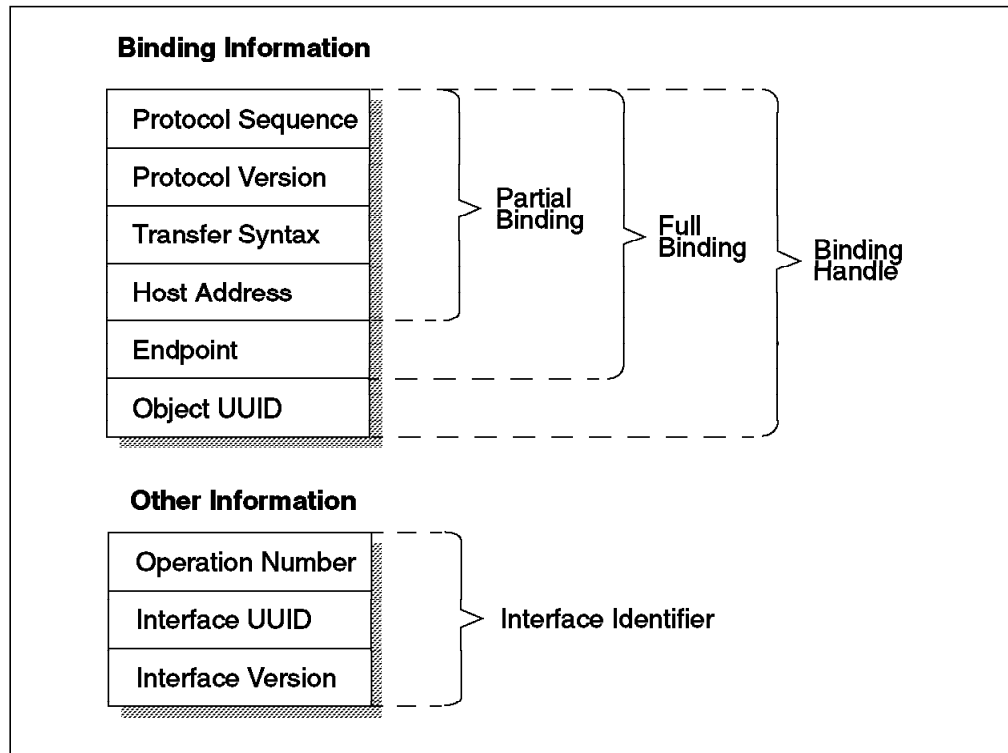 Binding Information
Protocol Sequence
Protocol Version
Transfer Syntax
Host Address
Endpoint
Object UUID
Partial
Binding
Full
Binding
Binding
Handle
Other Information
Operation Number
Interface UUID
Interface Version
Interface Identifier